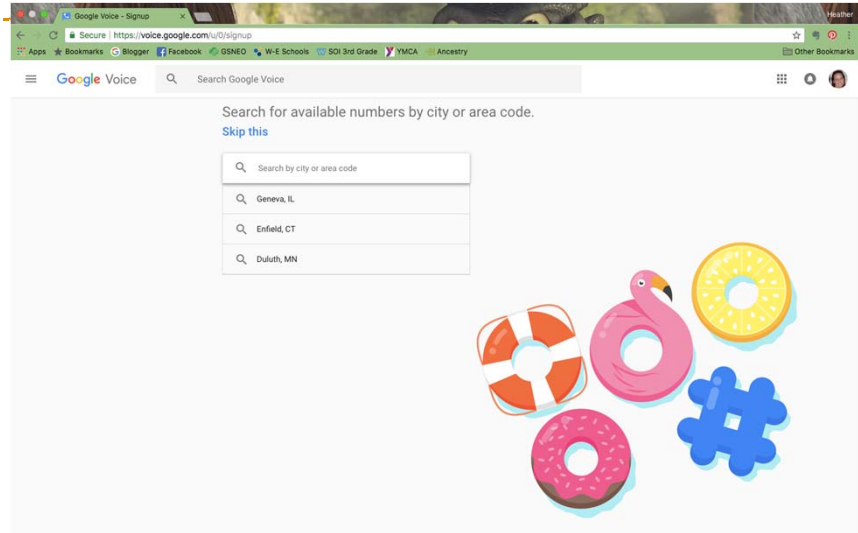 Google Voice - Signup
Heather
Secure | https://voice.google.com/u/0/signup
Apps Bookmarks Blogger Facebook GSNEO W-E Schools SOI 3rd Grade YMCA Ancestry Other Bookmarks
Google Voice Search Google Voice
Search for available numbers by city or area code.
Skip this
Search by city or area code
Geneva, IL
Enfield, CT
Duluth, MN